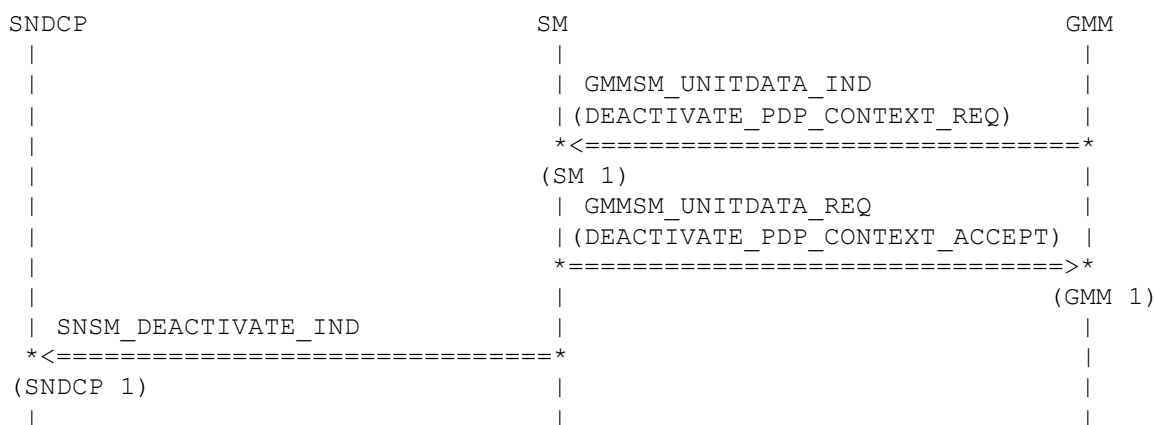 SNDCP SM GMM
| | |
| | GMMSM_UNITDATA_IND |
| |(DEACTIVATE_PDP_CONTEXT_REQ) |
| *<===============================*
| (SM 1) |
| | GMMSM_UNITDATA_REQ |
| |(DEACTIVATE_PDP_CONTEXT_ACCEPT) |
| *===============================>*
| | (GMM 1)
| SNSM_DEACTIVATE_IND | |
*<===============================* |
(SNDCP 1) | |
| | |